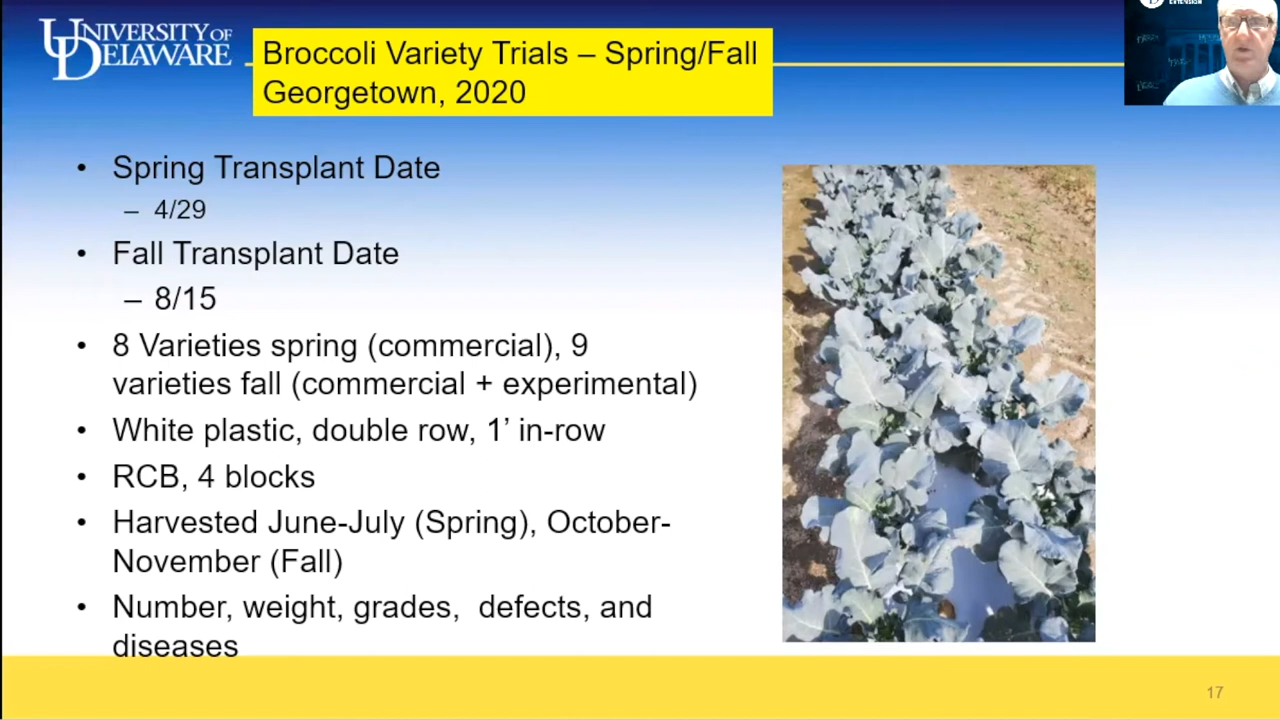 UNIVERSITY OF
DELAWARE
Broccoli Variety Trials – Spring/Fall
Georgetown, 2020
• Spring Transplant Date
– 4/29
• Fall Transplant Date
– 8/15
• 8 Varieties spring (commercial), 9
varieties fall (commercial + experimental)
• White plastic, double row, 1’ in-row
• RCB, 4 blocks
• Harvested June-July (Spring), October-
November (Fall)
• Number, weight, grades, defects, and
diseases
EXTENSION
17